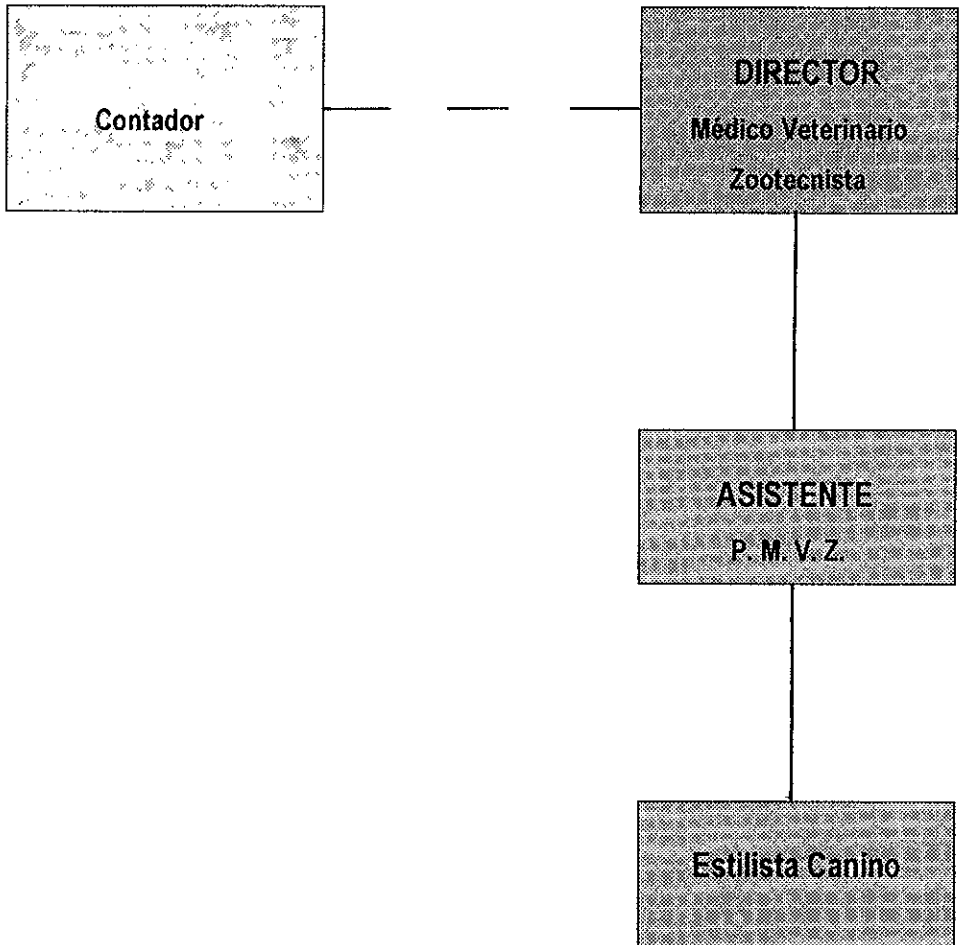 Contador
DIRECTOR
Médico Veterinario
Zootecnista
ASISTENTE
P. M. V. Z.
Estilista Canino